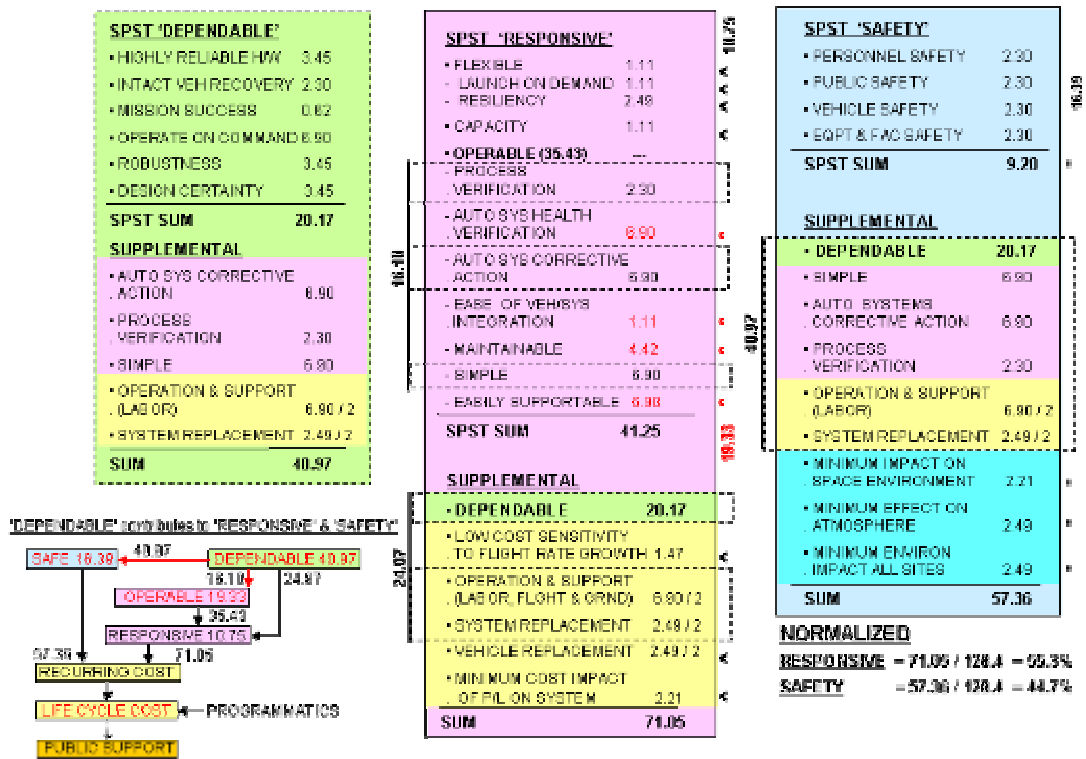 SPST 'DEPENDABLE'
• HIGHLY RELIABLE H/W 3.45
• INTACT VEH RECOVERY 2.30
• MISSION SUCCESS 0.62
• OPERATE ON COMMAND 6.90
• ROBUSTNESS 3.45
• DESIGN CERTAINTY 3.45
SPST SUM 20.17
SUPPLEMENTAL
• AUTO SYS CORRECTIVE
. ACTION 6.90
• PROCESS
. VERIFICATION 2.30
• SIMPLE 6.90
• OPERATION & SUPPORT
. (LABOR) 6.90 / 2
• SYSTEM REPLACEMENT 2.49 / 2
SUM 40.97
'DEPENDABLE' contributes to 'RESPONSIVE' & 'SAFETY'
40.97
SAFE 16.39
DEPENDABLE 40.97
16.10
24.87
OPERABLE 19.33
35.43
RESPONSIVE 10.75
57.36
71.05
RECURRING COST
LIFE CYCLE COST
PROGRAMMATICS
PUBLIC SUPPORT
SPST 'RESPONSIVE'
10.75
• FLEXIBLE 1.11
- LAUNCH ON DEMAND 1.11
- RESILIENCY 2.49
• CAPACITY 1.11
• OPERABLE (35.43) ---
- PROCESS
. VERIFICATION 2.30
- AUTO SYS HEALTH
. VERIFICATION 6.90
- AUTO SYS CORRECTIVE
. ACTION 6.90
16.10
- EASE OF VEH/SYS
. INTEGRATION 1.11
- MAINTAINABLE 4.42
- SIMPLE 6.90
- EASILY SUPPORTABLE 6.98
19.33
SPST SUM 41.25
SUPPLEMENTAL
• DEPENDABLE 20.17
• LOW COST SENSITIVITY
. TO FLIGHT RATE GROWTH 1.47
24.87
• OPERATION & SUPPORT
. (LABOR, FLGHT & GRND) 6.90 / 2
• SYSTEM REPLACEMENT 2.49 / 2
• VEHICLE REPLACEMENT 2.49 / 2
• MINIMUM COST IMPACT
. OF P/L ON SYSTEM 2.21
SUM 71.05
SPST 'SAFETY'
• PERSONNEL SAFETY 2.30
• PUBLIC SAFETY 2.30
• VEHICLE SAFETY 2.30
• EQPT & FAC SAFETY 2.30
16.39
SPST SUM 9.20
SUPPLEMENTAL
• DEPENDABLE 20.17
• SIMPLE 6.90
• AUTO SYSTEMS
. CORRECTIVE ACTION 6.90
40.97
• PROCESS
. VERIFICATION 2.30
• OPERATION & SUPPORT
. (LABOR) 6.90 / 2
• SYSTEM REPLACEMENT 2.49 / 2
• MINIMUM IMPACT ON
. SPACE ENVIRONMENT 2.21
• MINIMUM EFFECT ON
. ATMOSPHERE 2.49
• MINIMUM ENVIRON
. IMPACT ALL SITES 2.49
SUM 57.36
NORMALIZED
RESPONSIVE = 71.05 / 128.4 = 55.3%
SAFETY = 57.36 / 128.4 = 44.7%